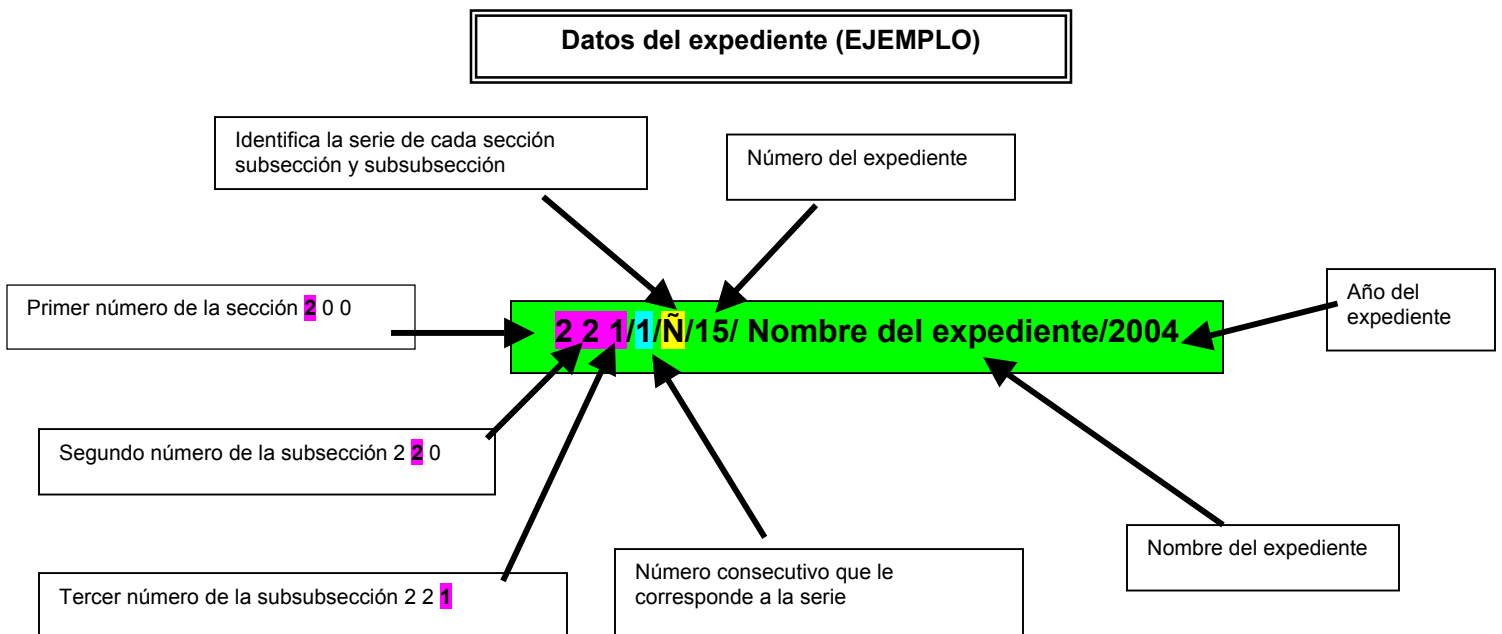 Datos del expediente (EJEMPLO)
Identifica la serie de cada sección
subsección y subsubsección
Número del expediente
Primer número de la sección 2 0 0
Año del
expediente
2 2 1/1/Ñ/15/ Nombre del expediente/2004
Segundo número de la subsección 2 2 0
Tercer número de la subsubsección 2 2 1
Número consecutivo que le
corresponde a la serie
Nombre del expediente